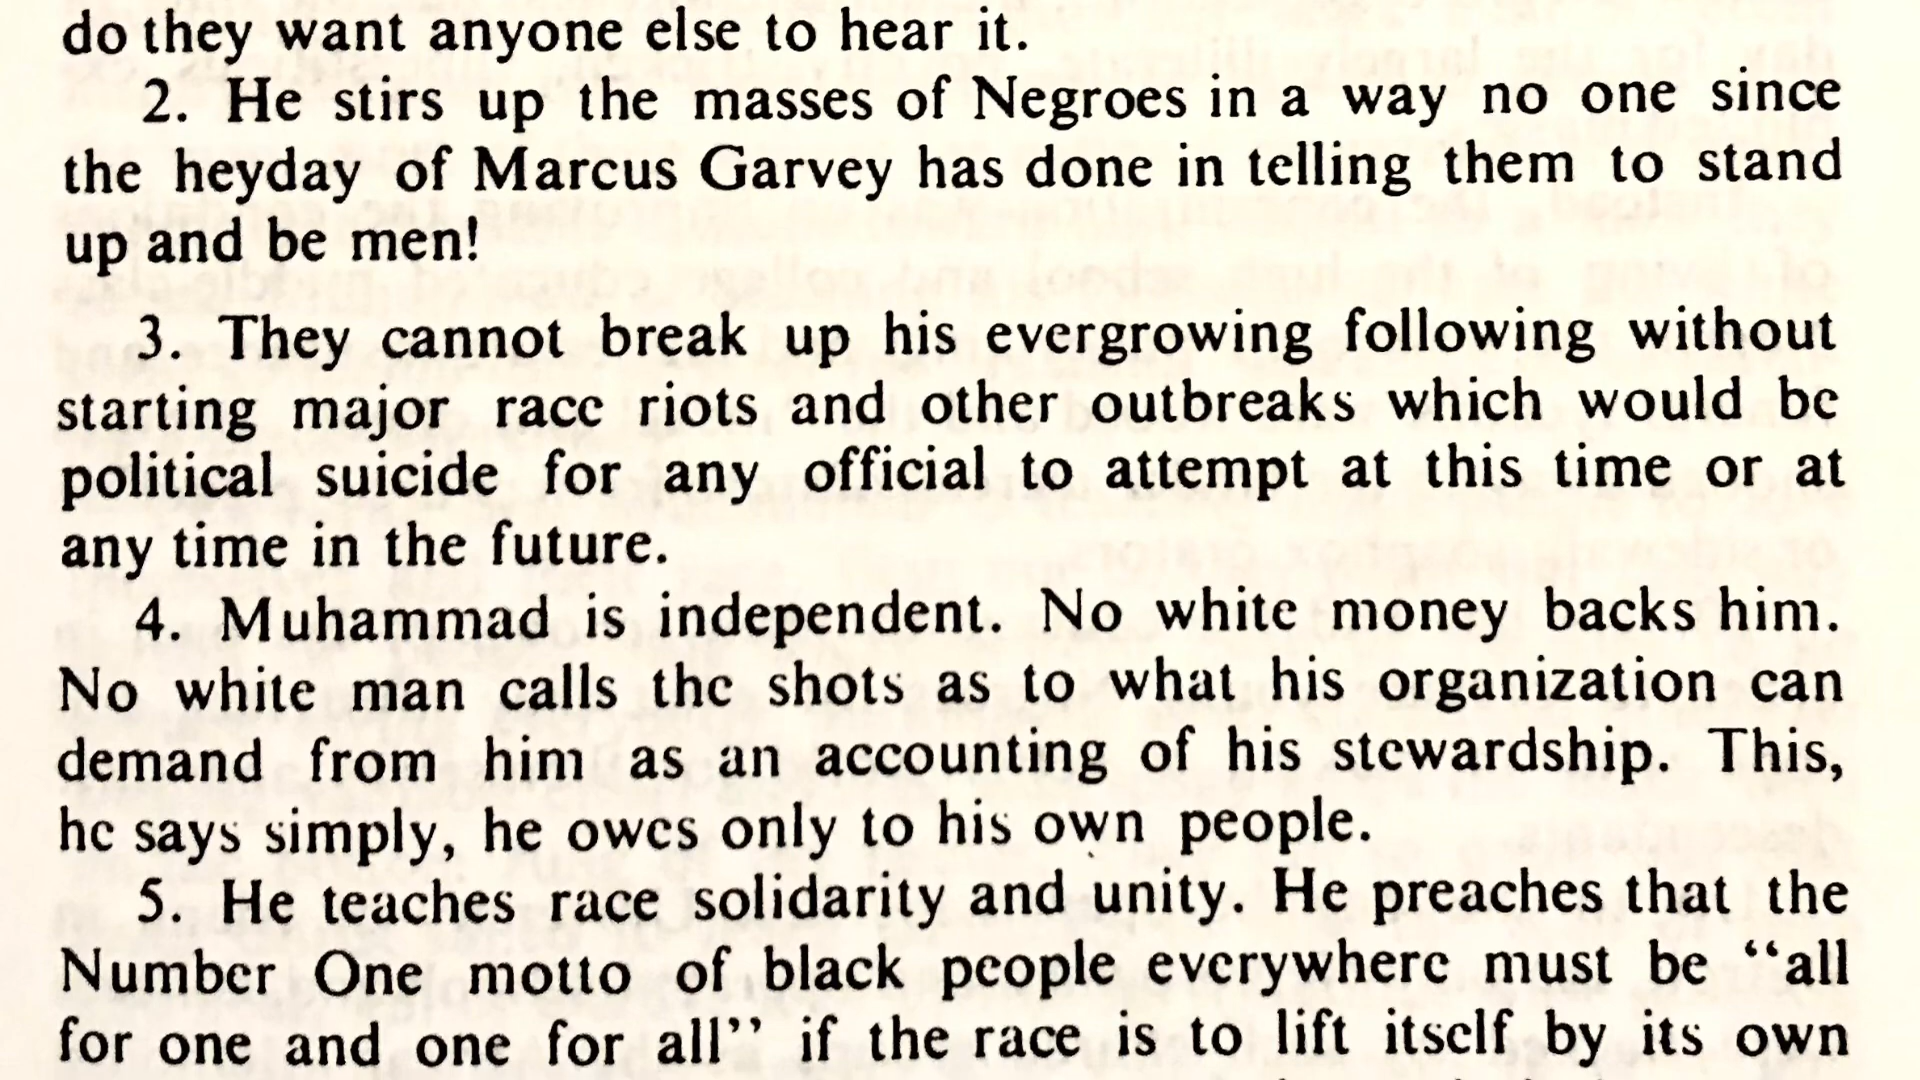 do they want anyone else to hear it.
2. He stirs up the masses of Negroes in a way no one since
the heyday of Marcus Garvey has done in telling them to stand
up and be men!
3. They cannot break up his evergrowing following without
starting major race riots and other outbreaks which would be
political suicide for any official to attempt at this time or at
any time in the future.
4. Muhammad is independent. No white money backs him.
No white man calls the shots as to what his organization can
demand from him as an accounting of his stewardship. This,
he says simply, he owes only to his own people.
5. He teaches race solidarity and unity. He preaches that the
Number One motto of black people everywhere must be “all
for one and one for all” if the race is to lift itself by its own